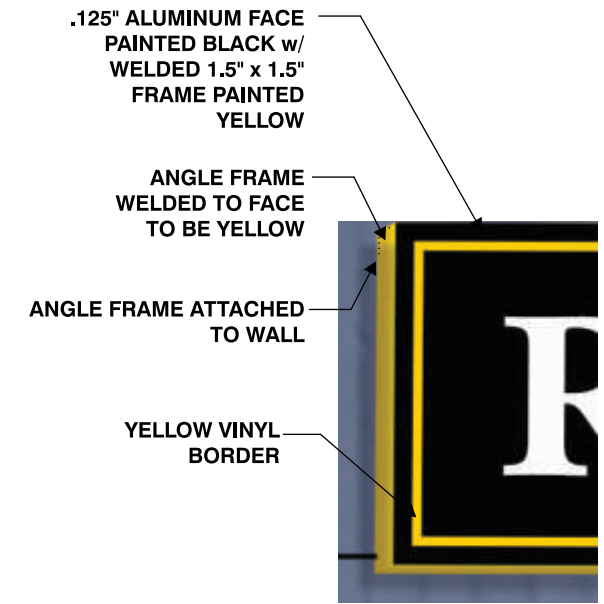 .125" ALUMINUM FACE
PAINTED BLACK w/
WELDED 1.5" x 1.5"
FRAME PAINTED
YELLOW
ANGLE FRAME
WELDED TO FACE
TO BE YELLOW
ANGLE FRAME ATTACHED
TO WALL
YELLOW VINYL
BORDER
R